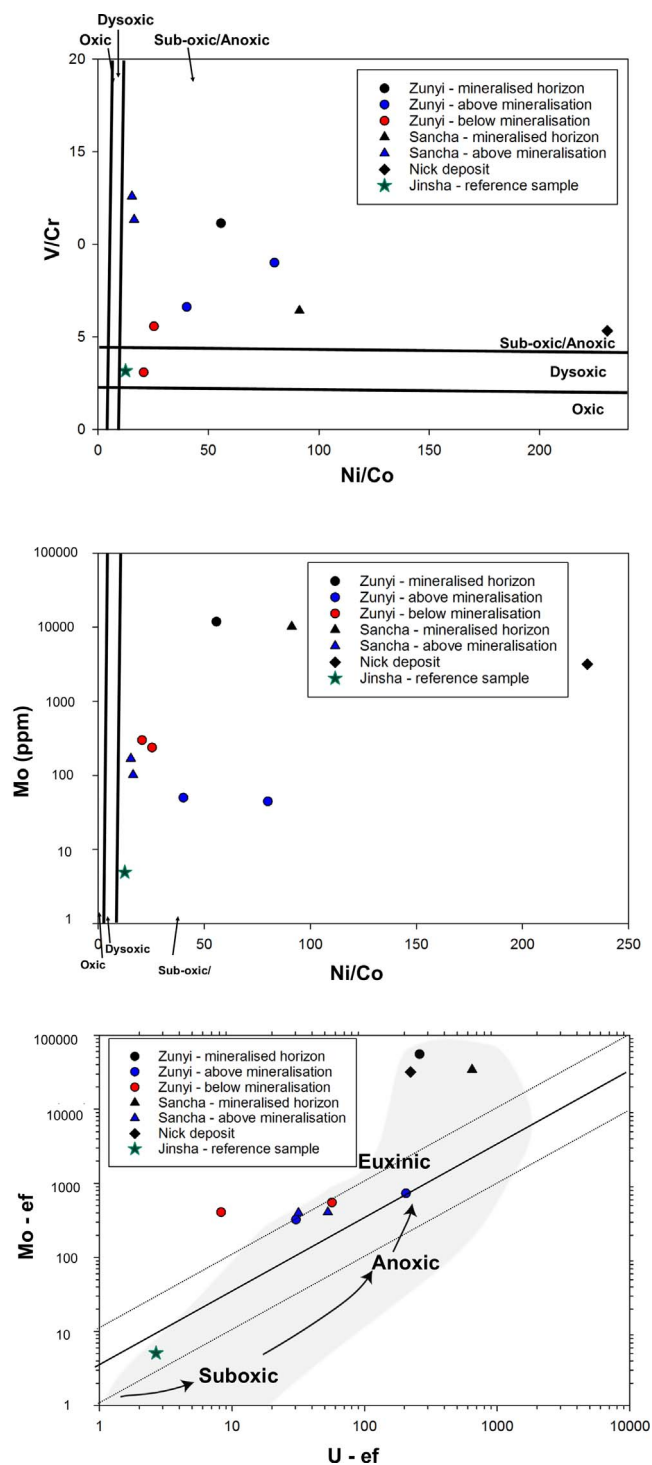 Dysoxic
Oxic
Sub-oxic/Anoxic
20
15
0
5
0
V/Cr
Zunyi - mineralised horizon
Zunyi - above mineralisation
Zunyi - below mineralisation
Sancha - mineralised horizon
Sancha - above mineralisation
Nick deposit
Jinsha - reference sample
Sub-oxic/Anoxic
Dysoxic
Oxic
0 50 100 150 200
Ni/Co
100000
10000
1000
100
10
1
Mo (ppm)
Zunyi - mineralised horizon
Zunyi - above mineralisation
Zunyi - below mineralisation
Sancha - mineralised horizon
Sancha - above mineralisation
Nick deposit
Jinsha - reference sample
0 50 100 150 200 250
Oxic
Dysoxic
Sub-oxic/
Ni/Co
100000
10000
1000
100
10
1
Mo - ef
Zunyi - mineralised horizon
Zunyi - above mineralisation
Zunyi - below mineralisation
Sancha - mineralised horizon
Sancha - above mineralisation
Nick deposit
Jinsha - reference sample
Euxinic
Anoxic
Suboxic
1 10 100 1000 10000
U - ef